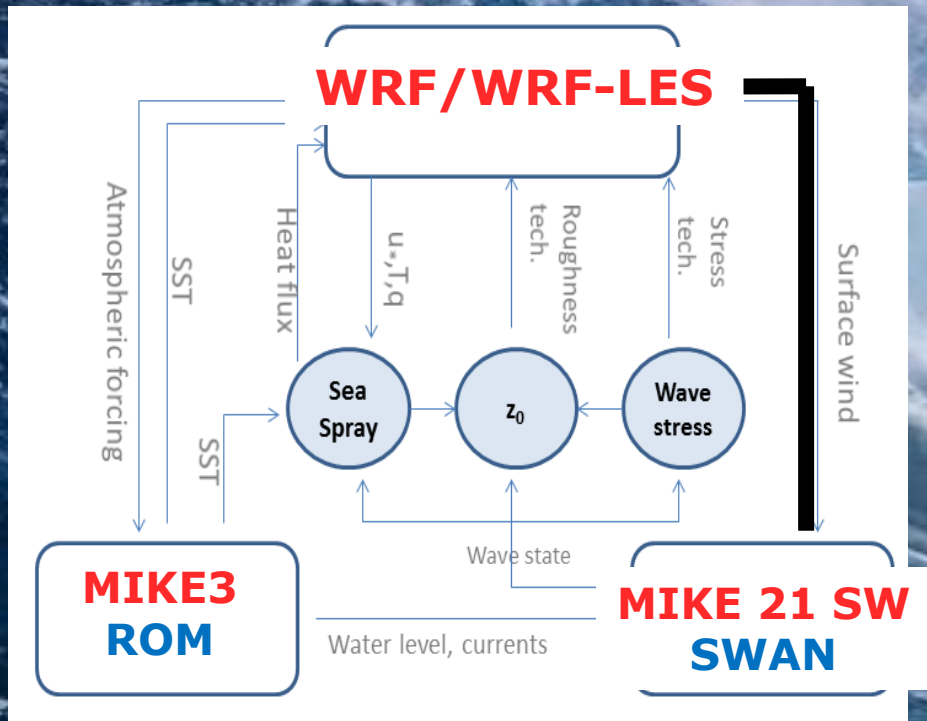 WRF/WRF-LES
Atmospheric forcing
SST
Heat flux
u*,T,q
Roughness
tech.
Stress
tech.
Surface wind
Sea
Spray
z0
Wave
stress
SST
Wave state
MIKE3
ROM
Water level, currents
MIKE 21 SW
SWAN